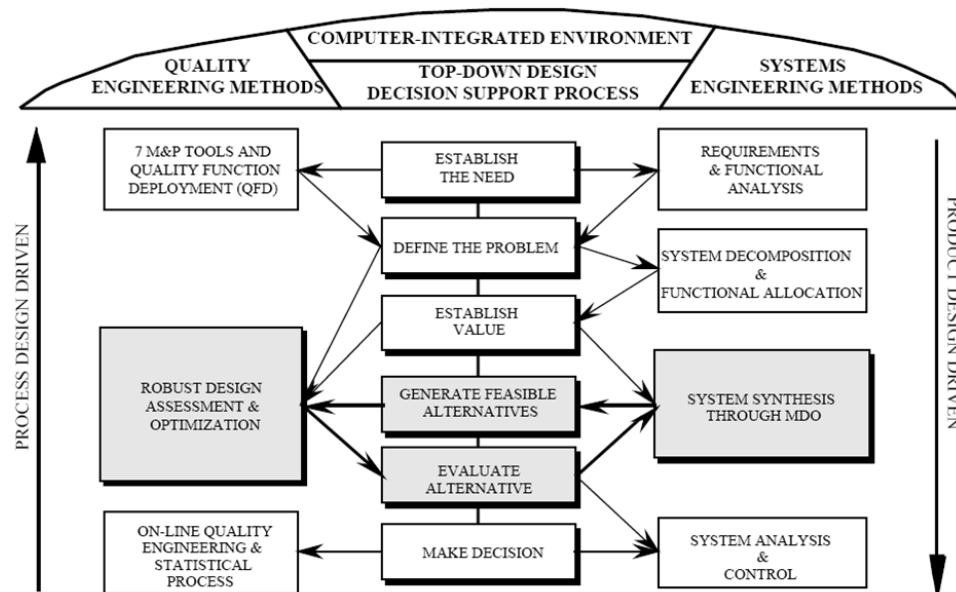 COMPUTER-INTEGRATED ENVIRONMENT
QUALITY
ENGINEERING METHODS
TOP-DOWN DESIGN
DECISION SUPPORT PROCESS
SYSTEMS
ENGINEERING METHODS
PROCESS DESIGN DRIVEN
7 M&P TOOLS AND
QUALITY FUNCTION
DEPLOYMENT (QFD)
ESTABLISH
THE NEED
REQUIREMENTS
& FUNCTIONAL
ANALYSIS
DEFINE THE PROBLEM
SYSTEM DECOMPOSITION
&
FUNCTIONAL ALLOCATION
ESTABLISH
VALUE
ROBUST DESIGN
ASSESSMENT &
OPTIMIZATION
GENERATE FEASIBLE
ALTERNATIVES
SYSTEM SYNTHESIS
THROUGH MDO
EVALUATE
ALTERNATIVE
ON-LINE QUALITY
ENGINEERING &
STATISTICAL
PROCESS
MAKE DECISION
SYSTEM ANALYSIS
&
CONTROL
PRODUCT DESIGN DRIVEN